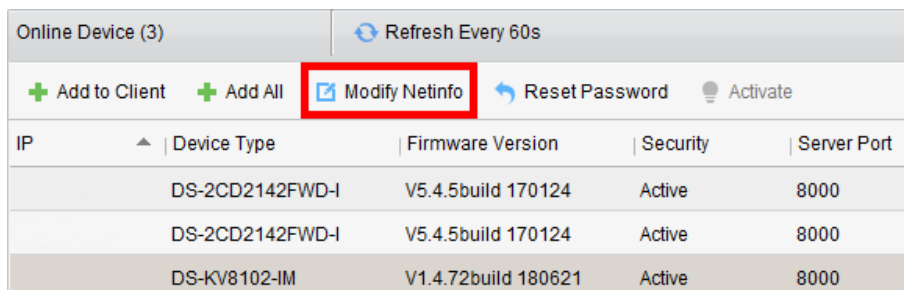 Online Device (3) Refresh Every 60s
Add to Client Add All Modify Netinfo Reset Password Activate
IP Device Type Firmware Version Security Server Port
DS-2CD2142FWD-I V5.4.5build 170124 Active 8000
DS-2CD2142FWD-I V5.4.5build 170124 Active 8000
DS-KV8102-IM V1.4.72build 180621 Active 8000